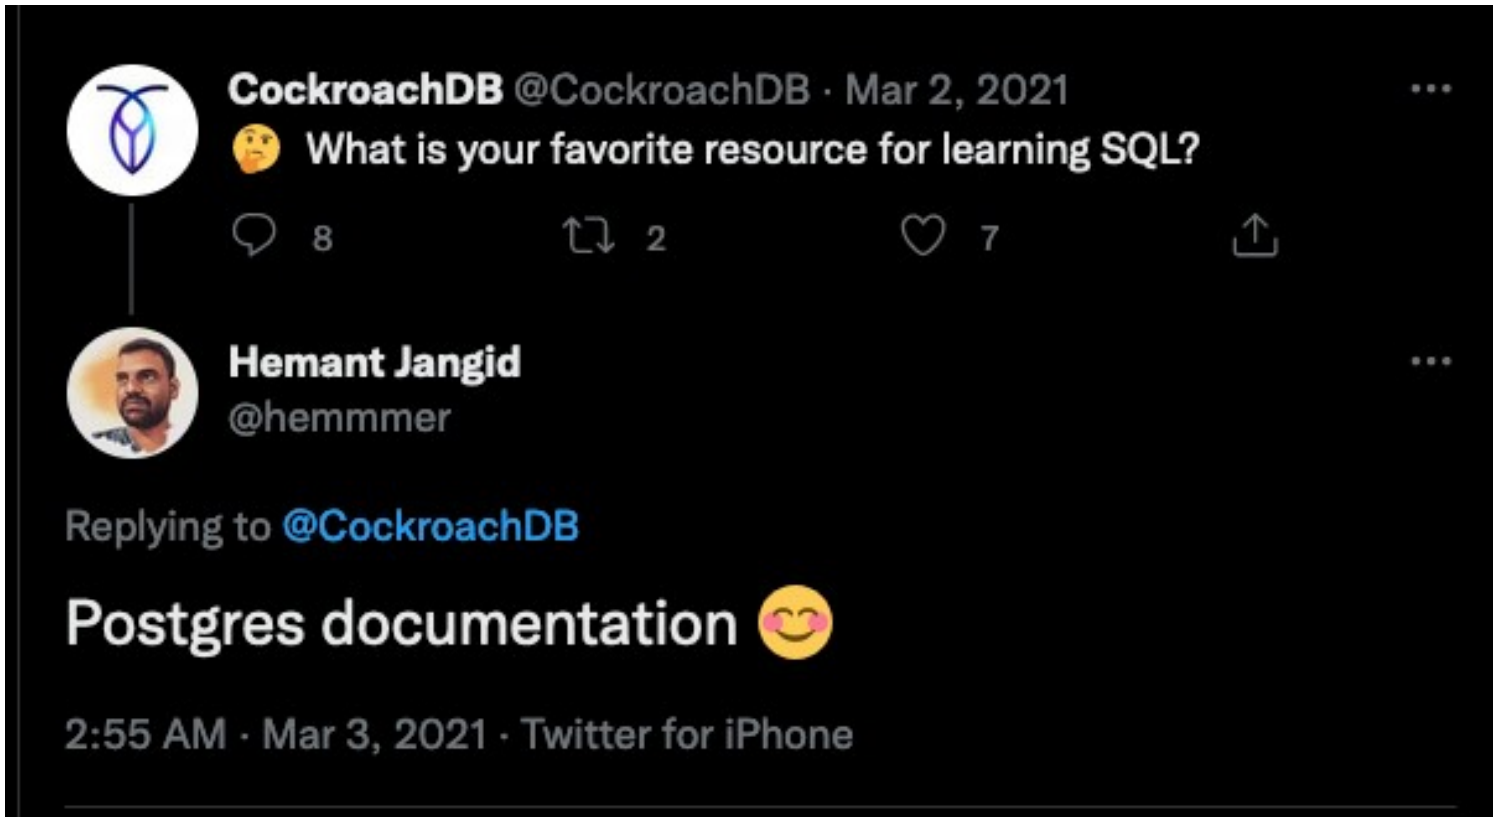 CockroachDB @CockroachDB · Mar 2, 2021
🤔 What is your favorite resource for learning SQL?
8 2 7
Hemant Jangid
@hemmmer
Replying to @CockroachDB
Postgres documentation 😊
2:55 AM · Mar 3, 2021 · Twitter for iPhone